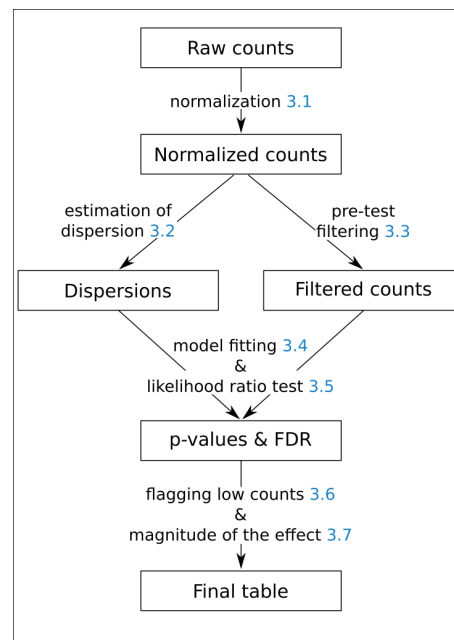 Raw counts
normalization 3.1
Normalized counts
estimation of
dispersion 3.2
pre-test
filtering 3.3
Dispersions
Filtered counts
model fitting 3.4
&
likelihood ratio test 3.5
p-values & FDR
flagging low counts 3.6
&
magnitude of the effect 3.7
Final table